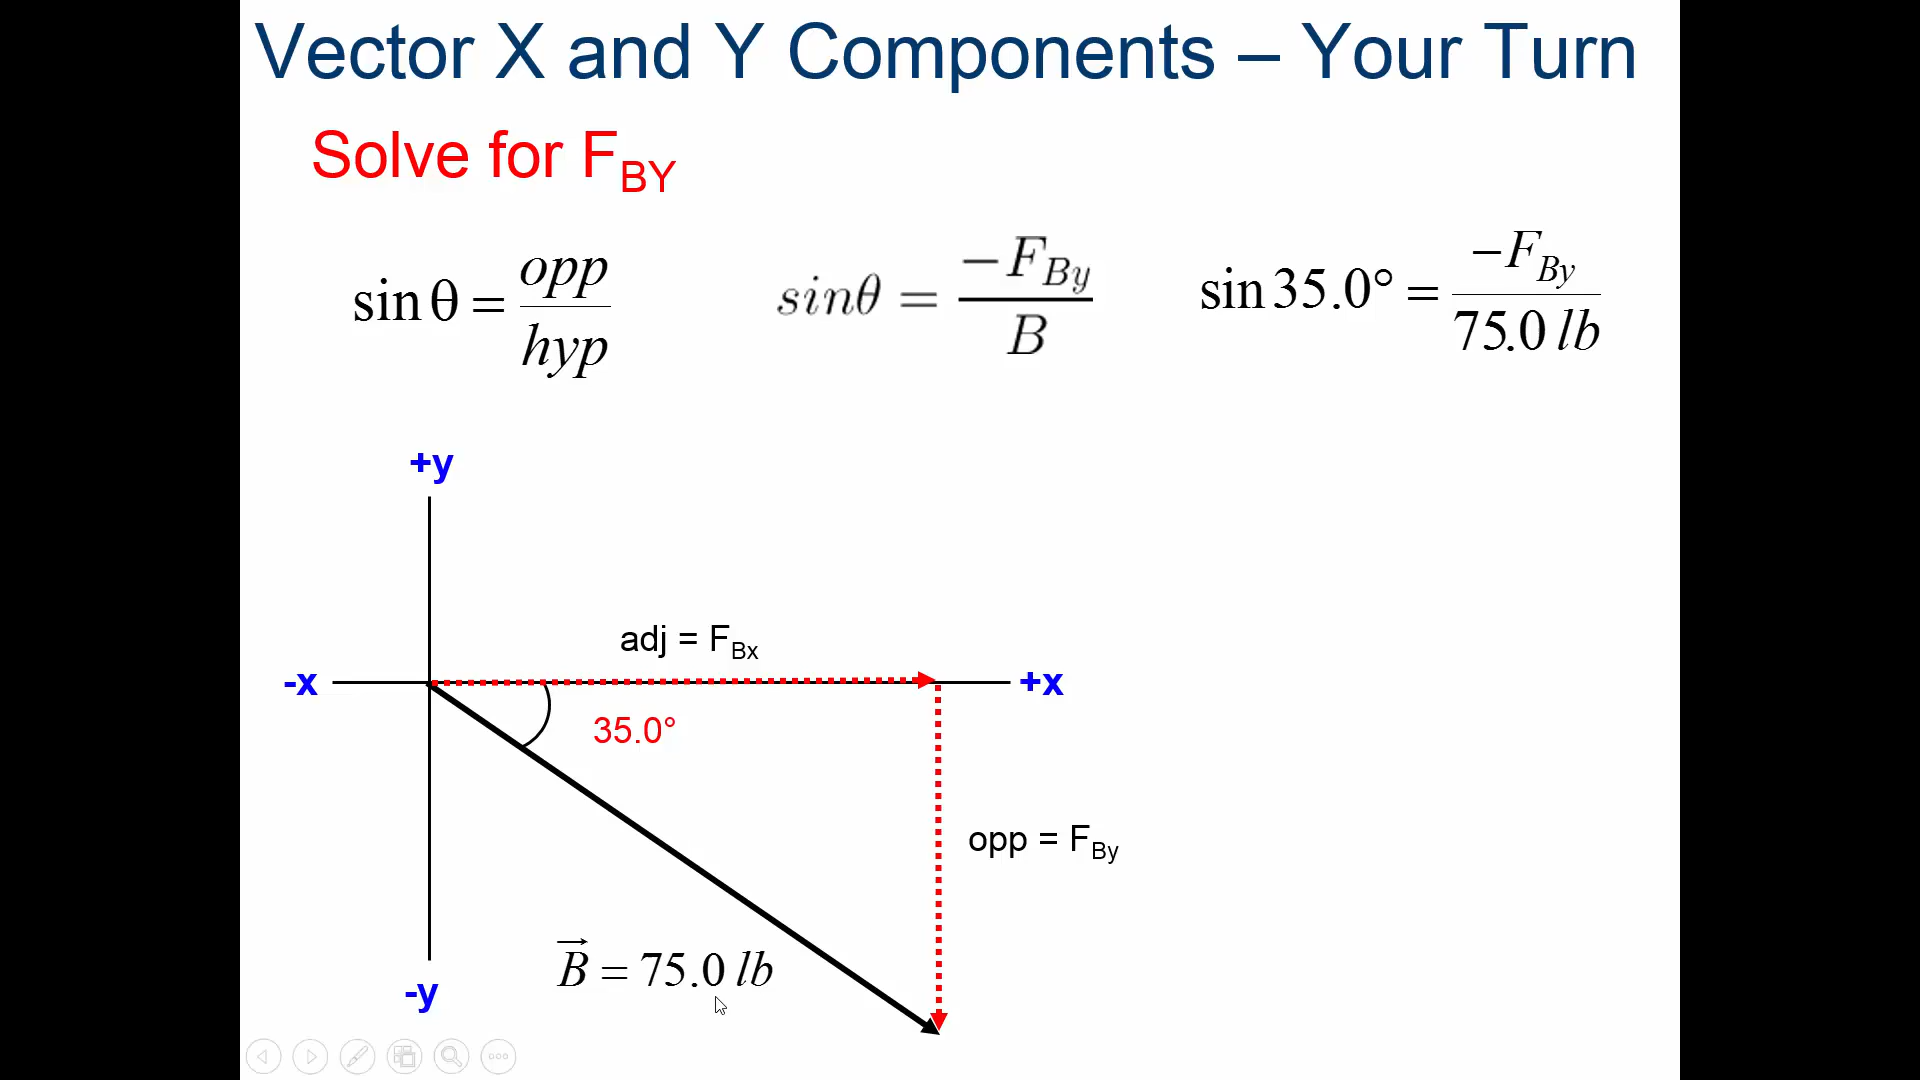 Vector X and Y Components – Your Turn
Solve for F_BY
sin θ = opp/hyp
sinθ = −F_By/B
sin 35.0° = −F_By/75.0 lb
+y
adj = F_Bx
-x
+x
35.0°
opp = F_By
B⃗ = 75.0 lb
-y